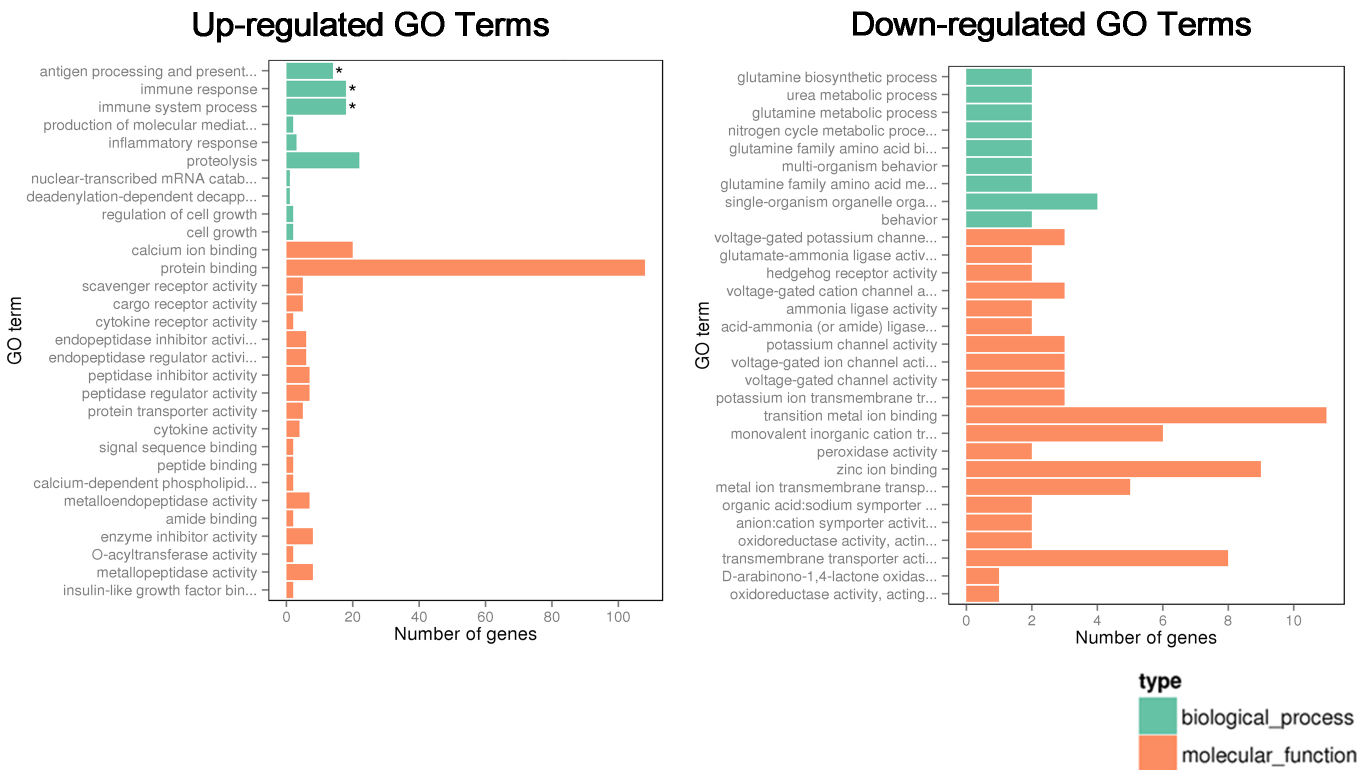 Up-regulated GO Terms
antigen processing and present... *
immune response *
immune system process *
production of molecular mediat...
inflammatory response
proteolysis
nuclear-transcribed mRNA catab...
deadenylation-dependent decapp...
regulation of cell growth
cell growth
calcium ion binding
protein binding
scavenger receptor activity
cargo receptor activity
cytokine receptor activity
endopeptidase inhibitor activi...
endopeptidase regulator activi...
peptidase inhibitor activity
peptidase regulator activity
protein transporter activity
cytokine activity
signal sequence binding
peptide binding
calcium-dependent phospholipid...
metalloendopeptidase activity
amide binding
enzyme inhibitor activity
O-acyltransferase activity
metallopeptidase activity
insulin-like growth factor bin...
GO term
0 20 40 60 80 100
Number of genes
Down-regulated GO Terms
glutamine biosynthetic process
urea metabolic process
glutamine metabolic process
nitrogen cycle metabolic proce...
glutamine family amino acid bi...
multi-organism behavior
glutamine family amino acid me...
single-organism organelle orga...
behavior
voltage-gated potassium channe...
glutamate-ammonia ligase activ...
hedgehog receptor activity
voltage-gated cation channel a...
ammonia ligase activity
acid-ammonia (or amide) ligase...
potassium channel activity
voltage-gated ion channel acti...
voltage-gated channel activity
potassium ion transmembrane tr...
transition metal ion binding
monovalent inorganic cation tr...
peroxidase activity
zinc ion binding
metal ion transmembrane transp...
organic acid:sodium symporter ...
anion:cation symporter activit...
oxidoreductase activity, actin...
transmembrane transporter acti...
D-arabinono-1,4-lactone oxidas...
oxidoreductase activity, acting...
GO term
0 2 4 6 8 10
Number of genes
type
biological_process
molecular_function